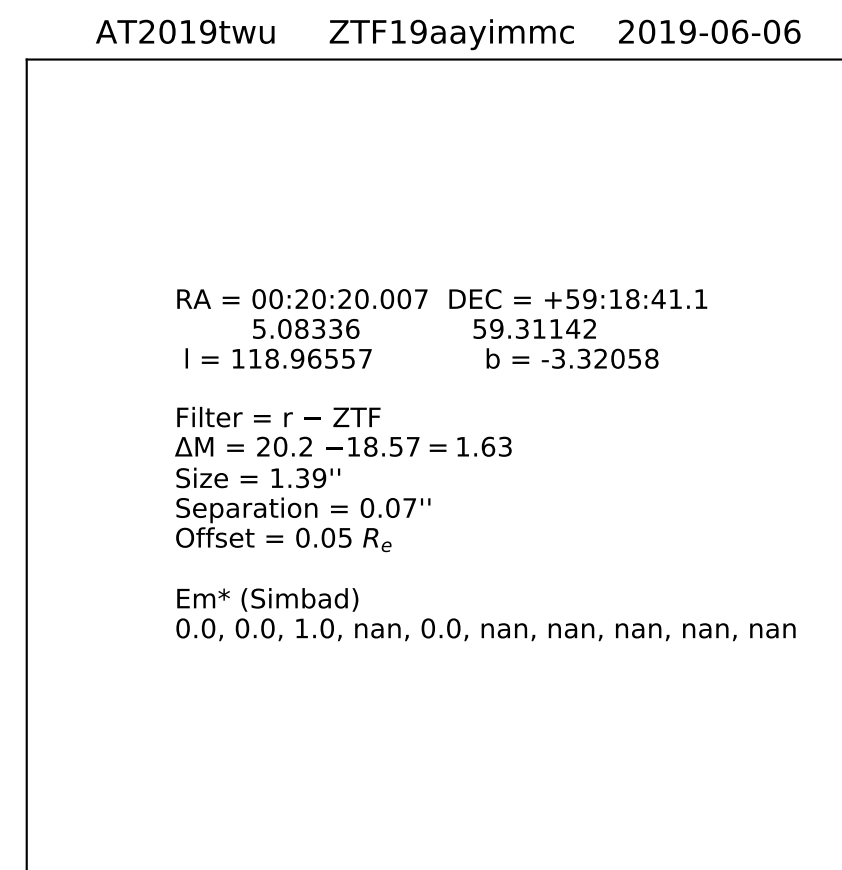 AT2019twu ZTF19aayimmc 2019-06-06
RA = 00:20:20.007 DEC = +59:18:41.1
5.08336 59.31142
l = 118.96557 b = -3.32058
Filter = r − ZTF
ΔM = 20.2 −18.57 = 1.63
Size = 1.39''
Separation = 0.07''
Offset = 0.05 Re
Em* (Simbad)
0.0, 0.0, 1.0, nan, 0.0, nan, nan, nan, nan, nan